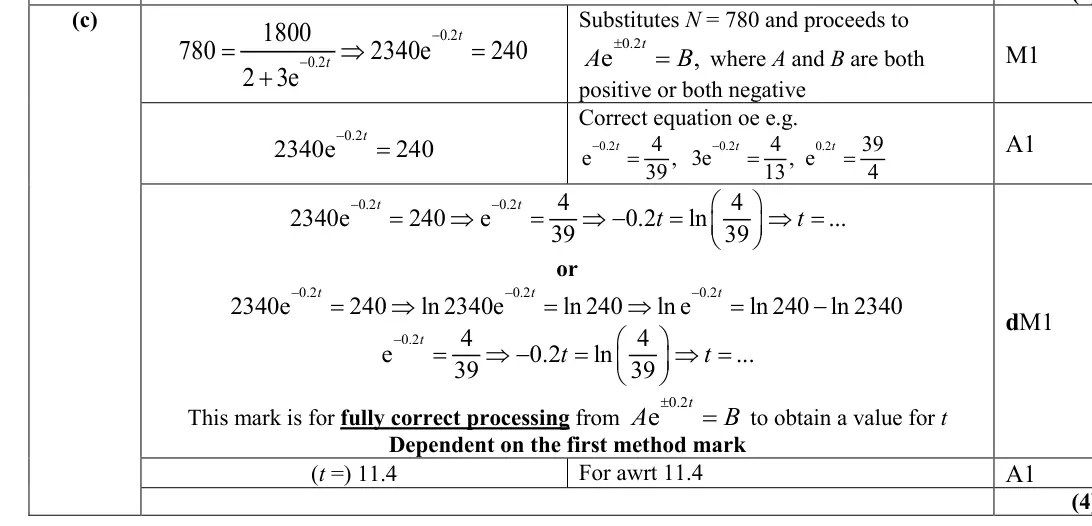 (c)
780 = 1800 / (2 + 3e^{−0.2t}) ⇒ 2340e^{−0.2t} = 240
Substitutes N = 780 and proceeds to
Ae^{±0.2t} = B, where A and B are both
positive or both negative
M1
2340e^{−0.2t} = 240
Correct equation oe e.g.
e^{−0.2t} = 4/39, 3e^{−0.2t} = 4/13, e^{0.2t} = 39/4
A1
2340e^{−0.2t} = 240 ⇒ e^{−0.2t} = 4/39 ⇒ −0.2t = ln(4/39) ⇒ t = ...
or
2340e^{−0.2t} = 240 ⇒ ln 2340e^{−0.2t} = ln 240 ⇒ ln e^{−0.2t} = ln 240 − ln 2340
e^{−0.2t} = 4/39 ⇒ −0.2t = ln(4/39) ⇒ t = ...
This mark is for fully correct processing from Ae^{±0.2t} = B to obtain a value for t
Dependent on the first method mark
dM1
(t =) 11.4
For awrt 11.4
A1
(4